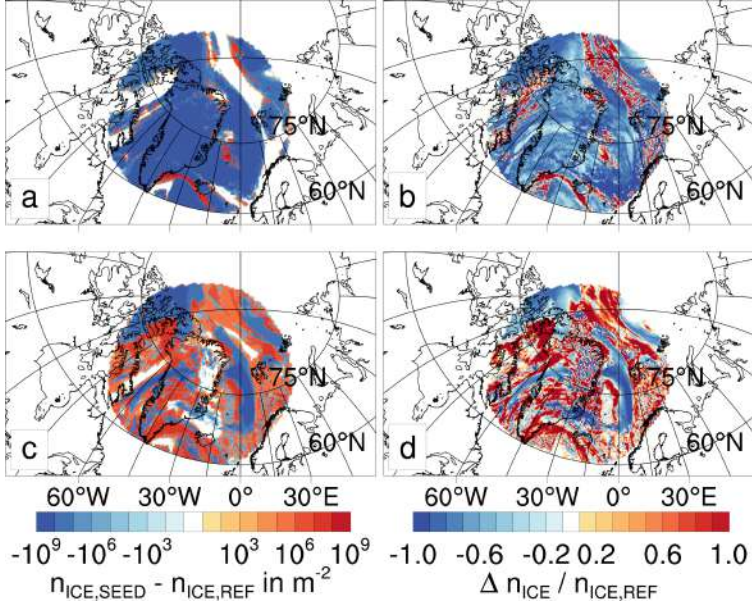 a 75°N 60°N
b 75°N 60°N
c 75°N 60°N
d 75°N 60°N
60°W 30°W 0° 30°E 60°W 30°W 0° 30°E
-10⁹ -10⁶ -10³ 10³ 10⁶ 10⁹ -1.0 -0.6 -0.2 0.2 0.6 1.0
n_ICE,SEED - n_ICE,REF in m⁻² Δ n_ICE / n_ICE,REF